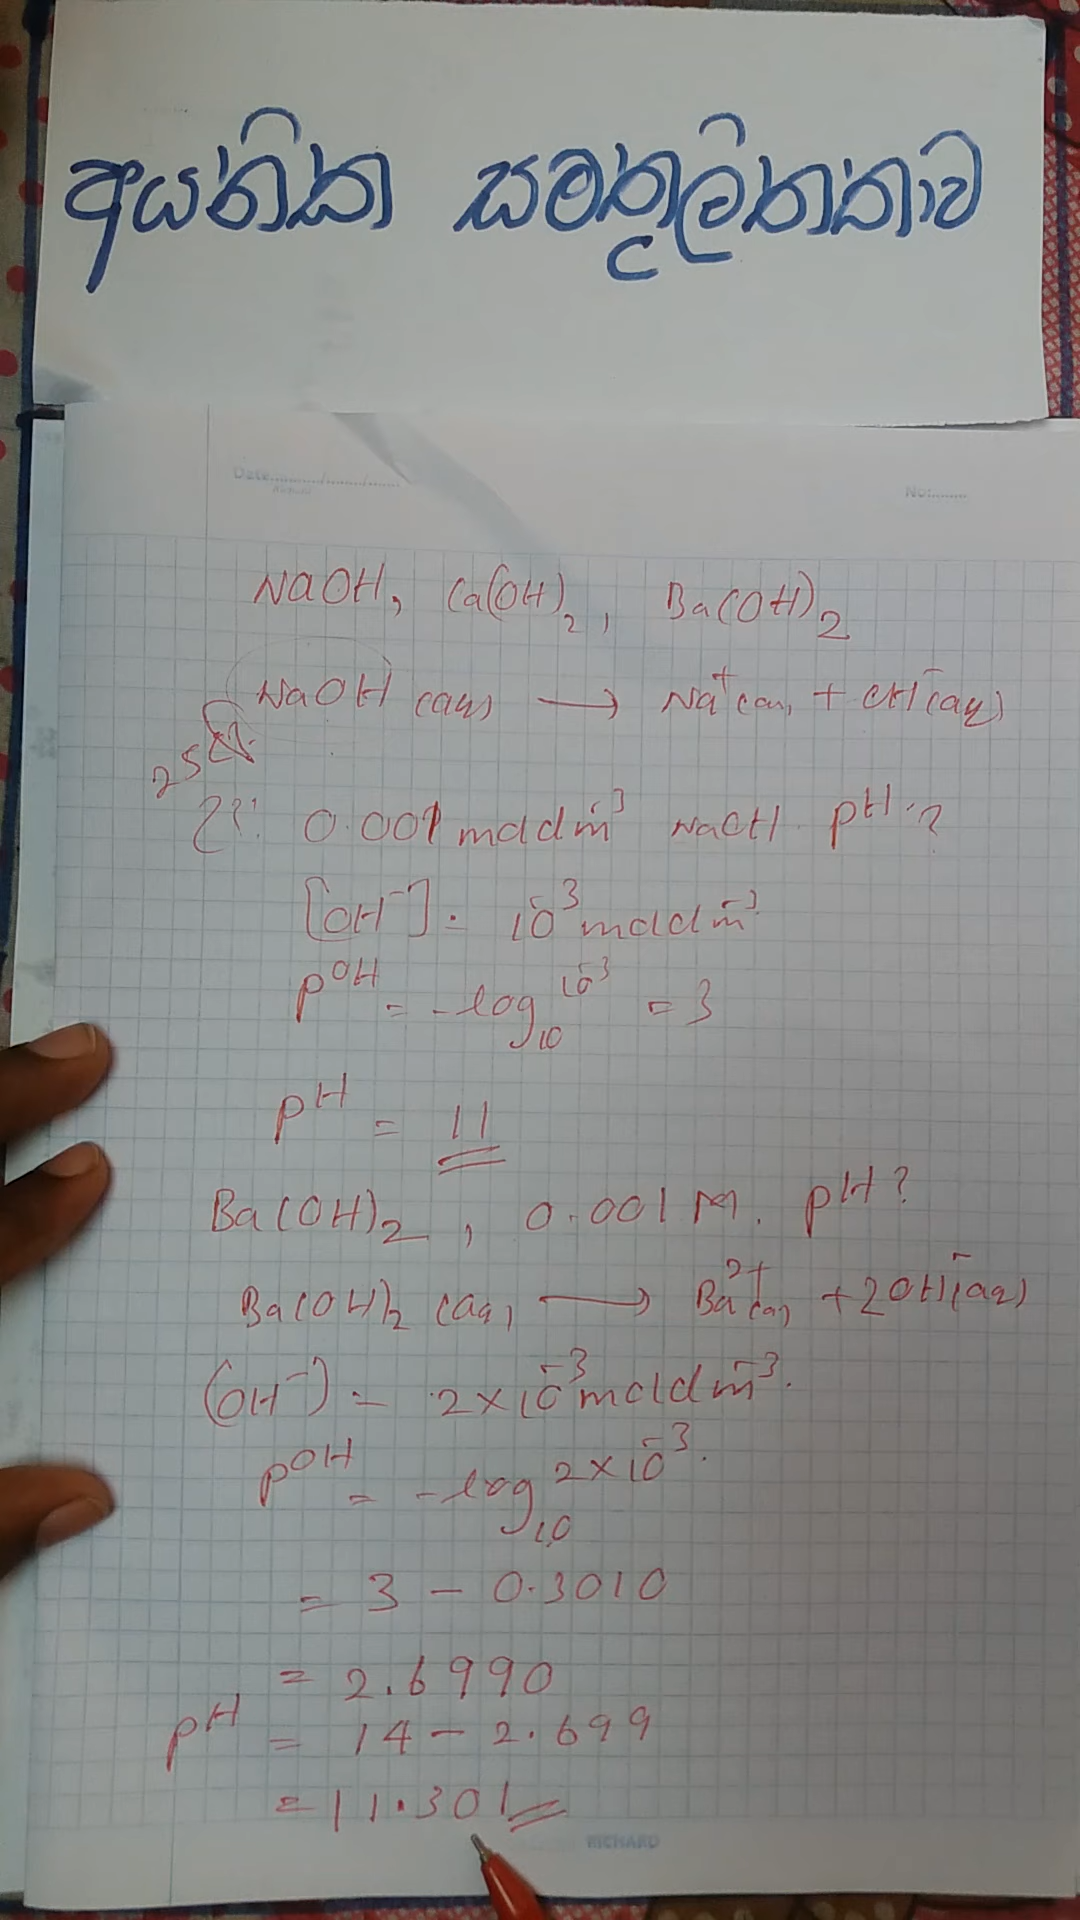 අයනික සමතුලිතතාව
Date............/........../.......
No:........
NaOH, Ca(OH)₂, Ba(OH)₂
NaOH (aq) → Na⁺(aq) + OH⁻(aq)
25
0.001 moldm⁻³ NaOH pH ?
[OH⁻] = 10⁻³ moldm⁻³
pOH = -log₁₀ 10⁻³ = 3
pH = 11
Ba(OH)₂, 0.001 M. pH?
Ba(OH)₂ (aq) → Ba²⁺(aq) + 2OH⁻(aq)
(OH⁻) = 2×10⁻³ moldm⁻³.
pOH = -log₁₀ 2×10⁻³.
= 3 - 0.3010
= 2.6990
pH = 14 - 2.699
= 11.301
RICHARD